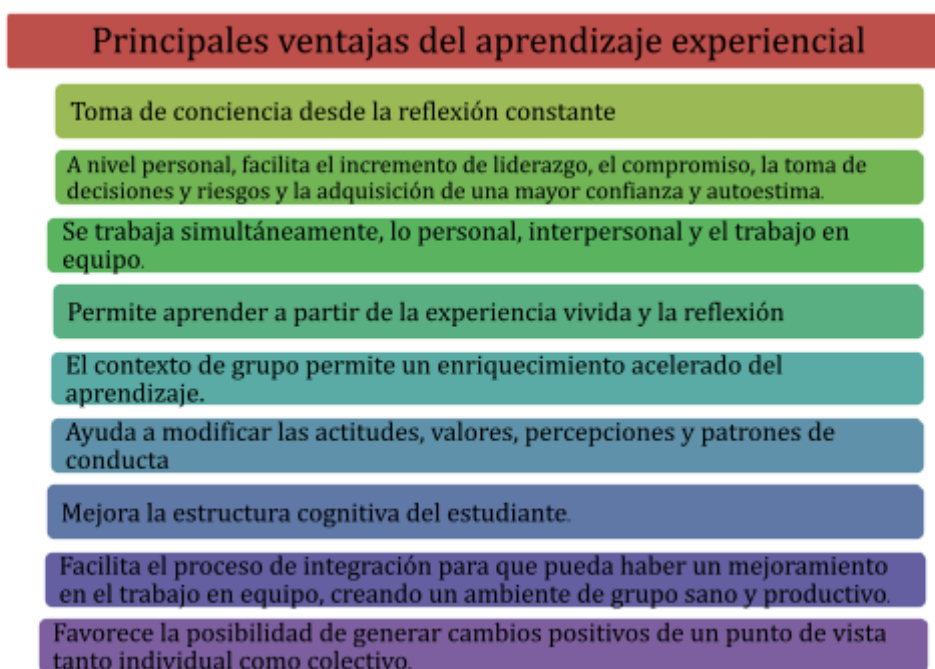 Principales ventajas del aprendizaje experiencial
Toma de conciencia desde la reflexión constante
A nivel personal, facilita el incremento de liderazgo, el compromiso, la toma de
decisiones y riesgos y la adquisición de una mayor confianza y autoestima.
Se trabaja simultáneamente, lo personal, interpersonal y el trabajo en
equipo.
Permite aprender a partir de la experiencia vivida y la reflexión
El contexto de grupo permite un enriquecimiento acelerado del
aprendizaje.
Ayuda a modificar las actitudes, valores, percepciones y patrones de
conducta
Mejora la estructura cognitiva del estudiante.
Facilita el proceso de integración para que pueda haber un mejoramiento
en el trabajo en equipo, creando un ambiente de grupo sano y productivo.
Favorece la posibilidad de generar cambios positivos de un punto de vista
tanto individual como colectivo.